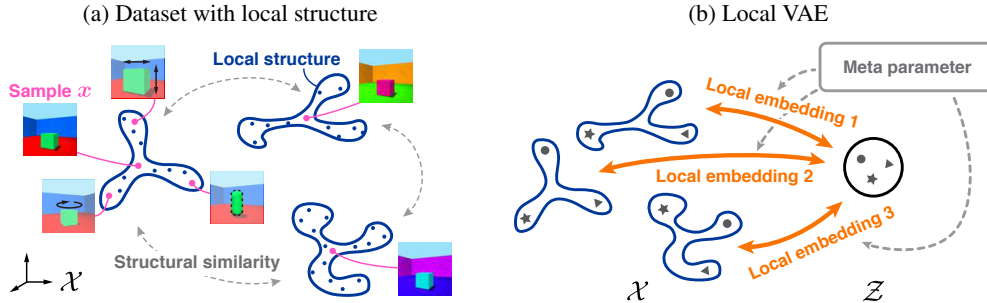 (a) Dataset with local structure
(b) Local VAE
Local structure
Sample x
Structural similarity
𝒳
Meta parameter
Local embedding 1
Local embedding 2
Local embedding 3
𝒳
𝒵